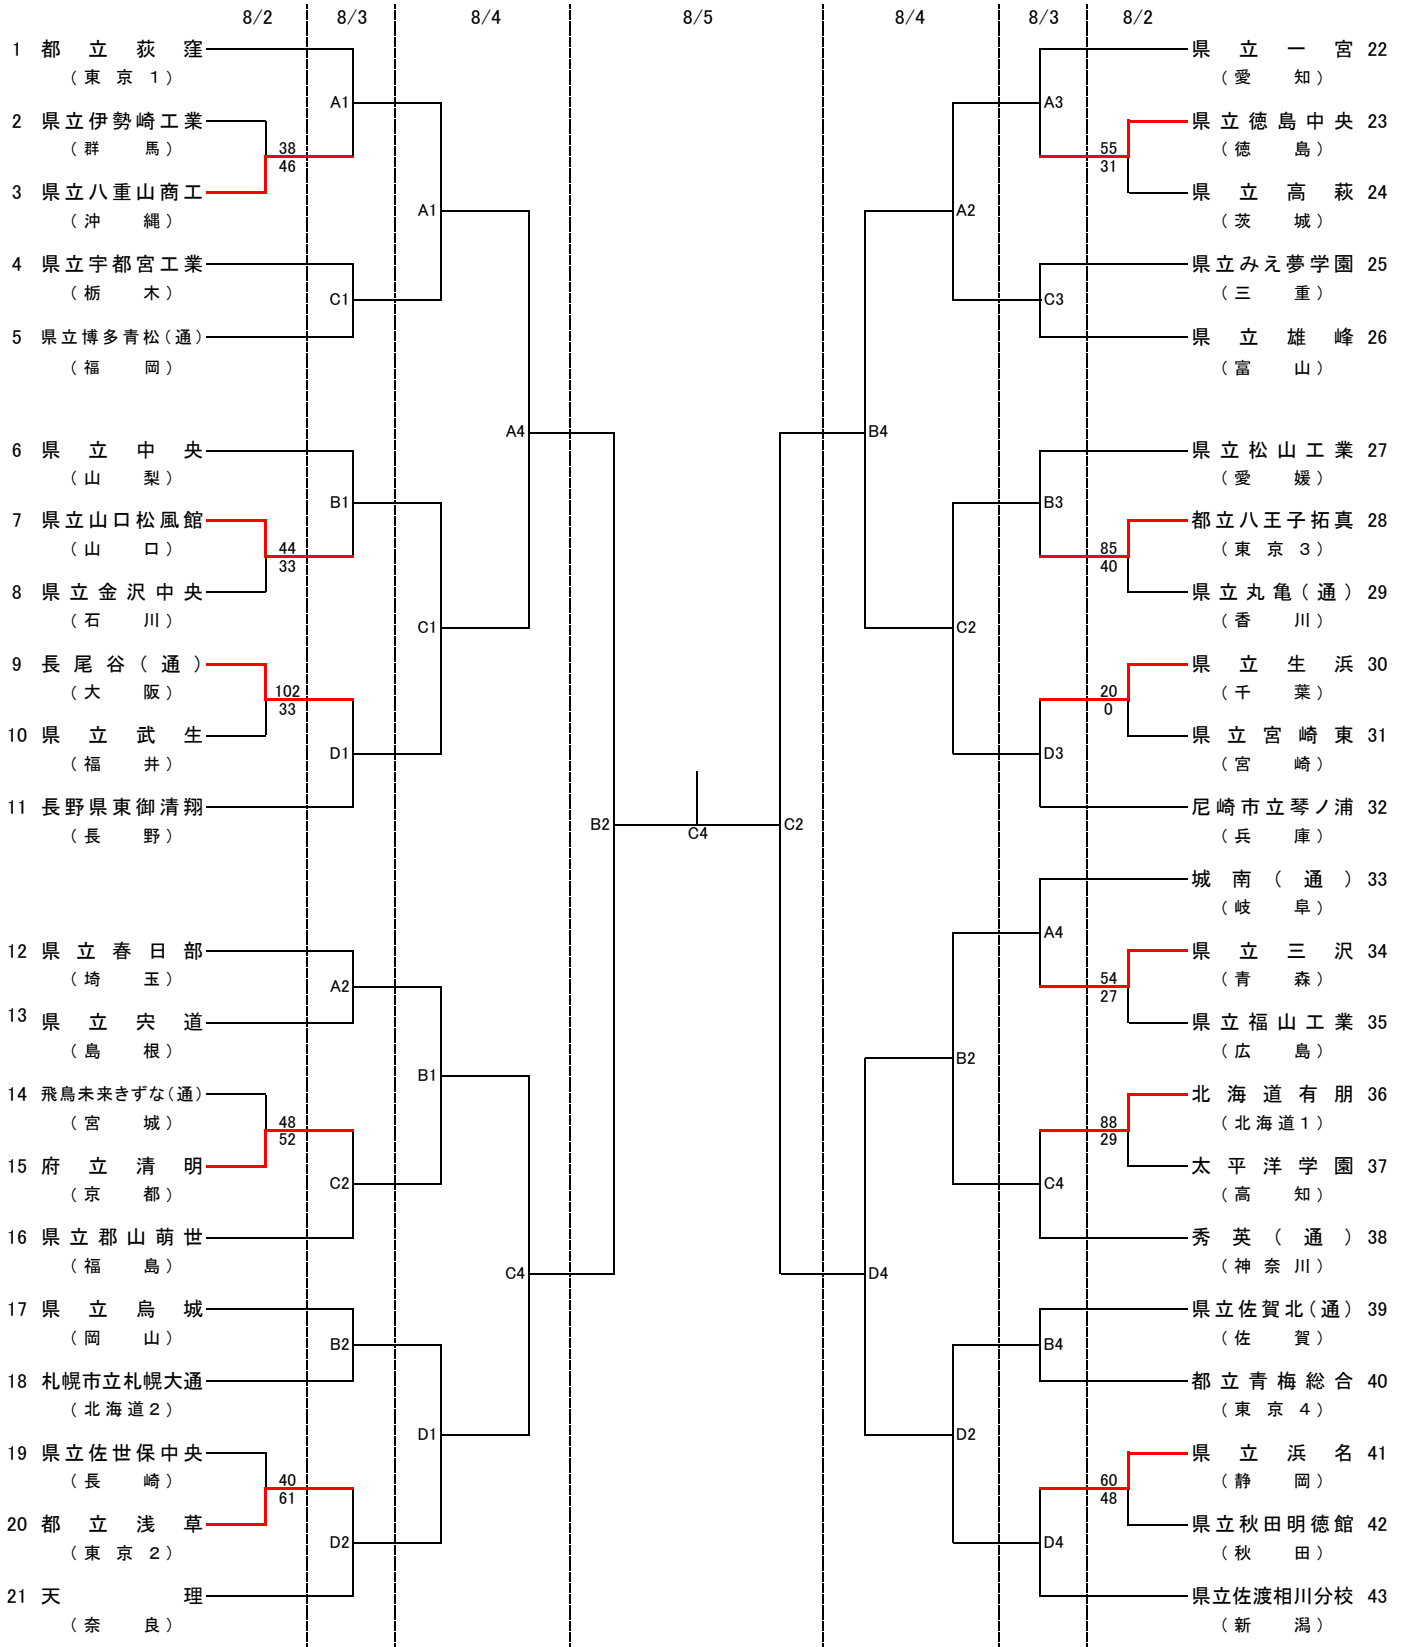 8/2 8/3 8/4 8/5 8/4 8/3 8/2
1 都立荻窪
（東京1）
A1
2 県立伊勢崎工業
（群馬）
38
46
3 県立八重山商工
（沖縄）
A1
4 県立宇都宮工業
（栃木）
C1
5 県立博多青松(通)
（福岡）
A4
6 県立中央
（山梨）
B1
7 県立山口松風館
（山口）
44
33
8 県立金沢中央
（石川）
C1
9 長尾谷（通）
（大阪）
102
33
10 県立武生
（福井）
D1
11 長野県東御清翔
（長野）
B2
C4
C2
12 県立春日部
（埼玉）
A2
13 県立宍道
（島根）
B1
14 飛鳥未来きずな(通)
（宮城）
48
52
15 府立清明
（京都）
C2
16 県立郡山萌世
（福島）
C4
17 県立烏城
（岡山）
B2
18 札幌市立札幌大通
（北海道2）
D1
19 県立佐世保中央
（長崎）
40
61
20 都立浅草
（東京2）
D2
21 天理
（奈良）
県立一宮 22
（愛知）
A3
県立徳島中央 23
（徳島）
55
31
県立高萩 24
（茨城）
A2
県立みえ夢学園 25
（三重）
C3
県立雄峰 26
（富山）
B4
県立松山工業 27
（愛媛）
B3
都立八王子拓真 28
（東京3）
85
40
県立丸亀(通) 29
（香川）
C2
県立生浜 30
（千葉）
20
0
県立宮崎東 31
（宮崎）
D3
尼崎市立琴ノ浦 32
（兵庫）
城南（通） 33
（岐阜）
A4
県立三沢 34
（青森）
54
27
県立福山工業 35
（広島）
B2
北海道有朋 36
（北海道1）
88
29
太平洋学園 37
（高知）
C4
秀英（通） 38
（神奈川）
D4
県立佐賀北(通) 39
（佐賀）
B4
都立青梅総合 40
（東京4）
D2
県立浜名 41
（静岡）
60
48
県立秋田明徳館 42
（秋田）
D4
県立佐渡相川分校 43
（新潟）